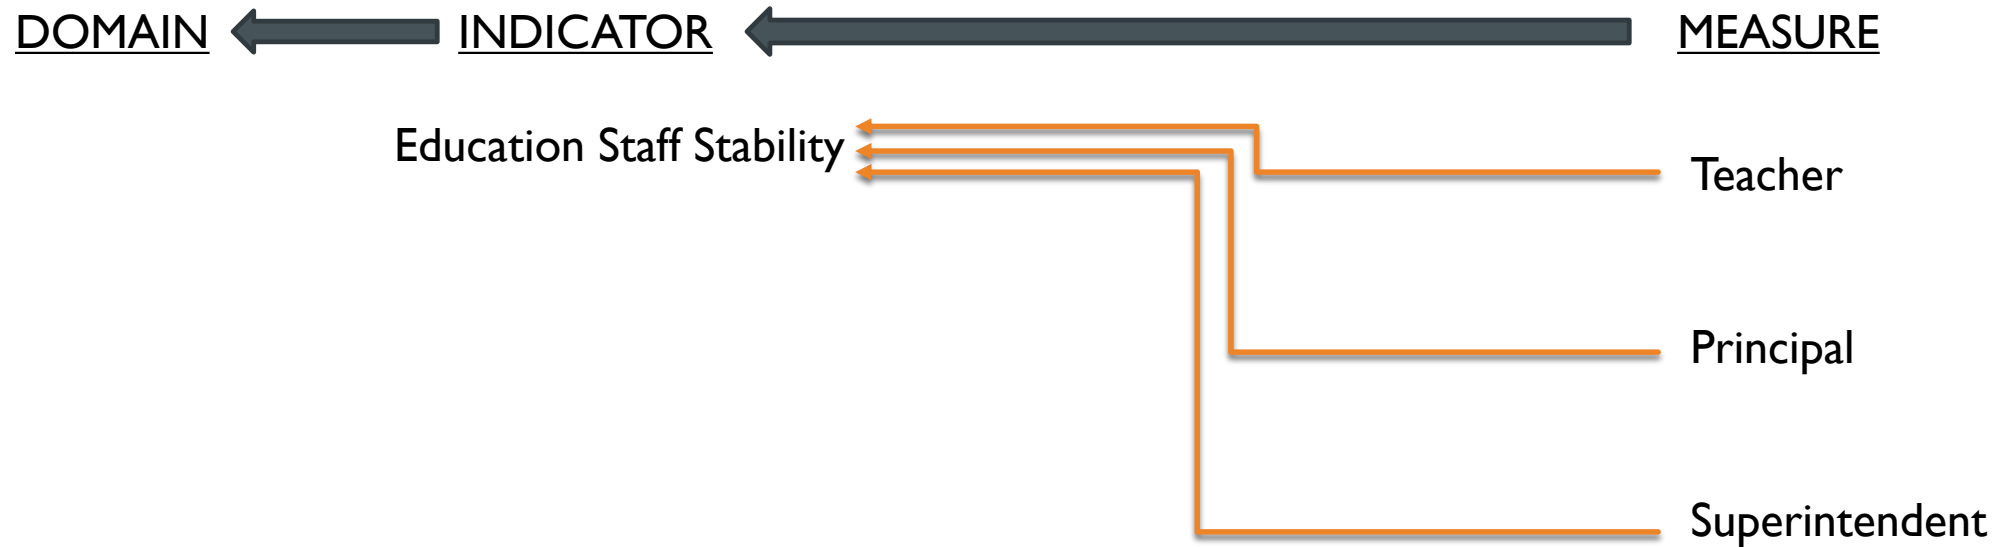 DOMAIN INDICATOR MEASURE
Education Staff Stability
Teacher
Principal
Superintendent